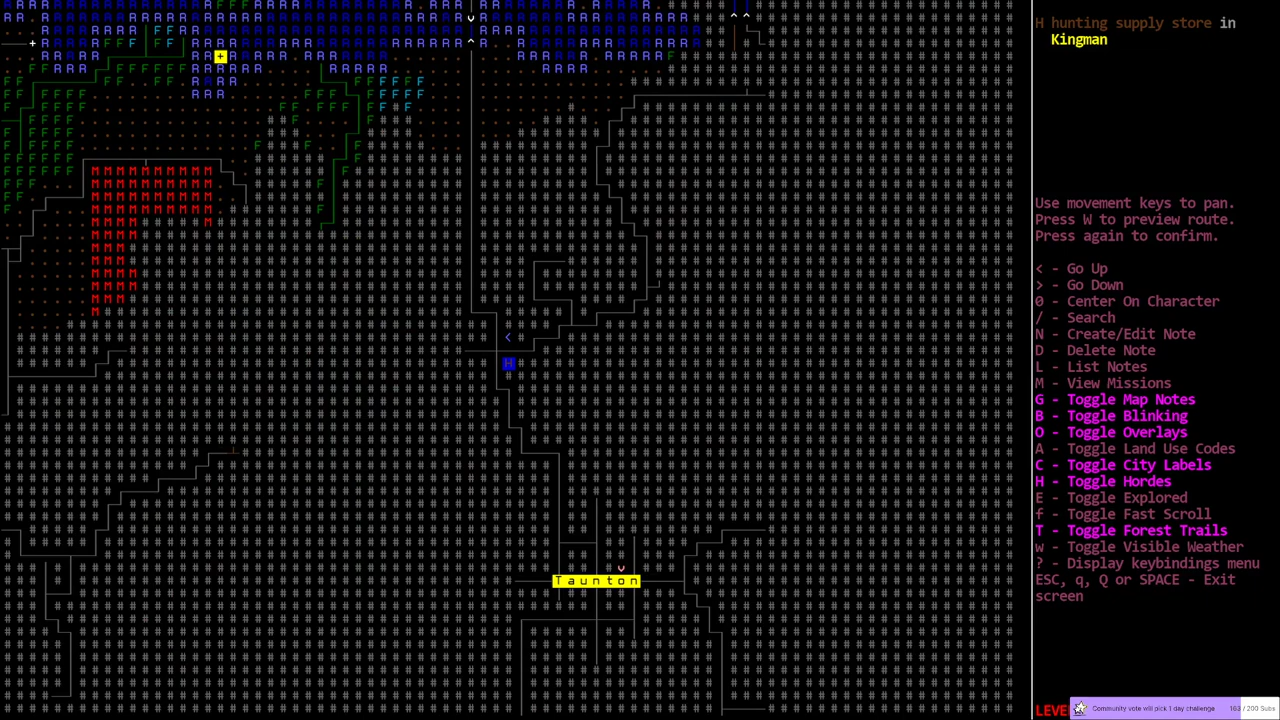 H hunting supply store in
Kingman
Use movement keys to pan.
Press W to preview route.
Press again to confirm.
< - Go Up
> - Go Down
0 - Center On Character
/ - Search
N - Create/Edit Note
D - Delete Note
L - List Notes
M - View Missions
G - Toggle Map Notes
B - Toggle Blinking
O - Toggle Overlays
A - Toggle Land Use Codes
C - Toggle City Labels
H - Toggle Hordes
E - Toggle Explored
f - Toggle Fast Scroll
T - Toggle Forest Trails
w - Toggle Visible Weather
? - Display keybindings menu
ESC, q, Q or SPACE - Exit
screen
Taunton
LEVE
Community vote will pick 1 day challenge 183 / 200 Subs